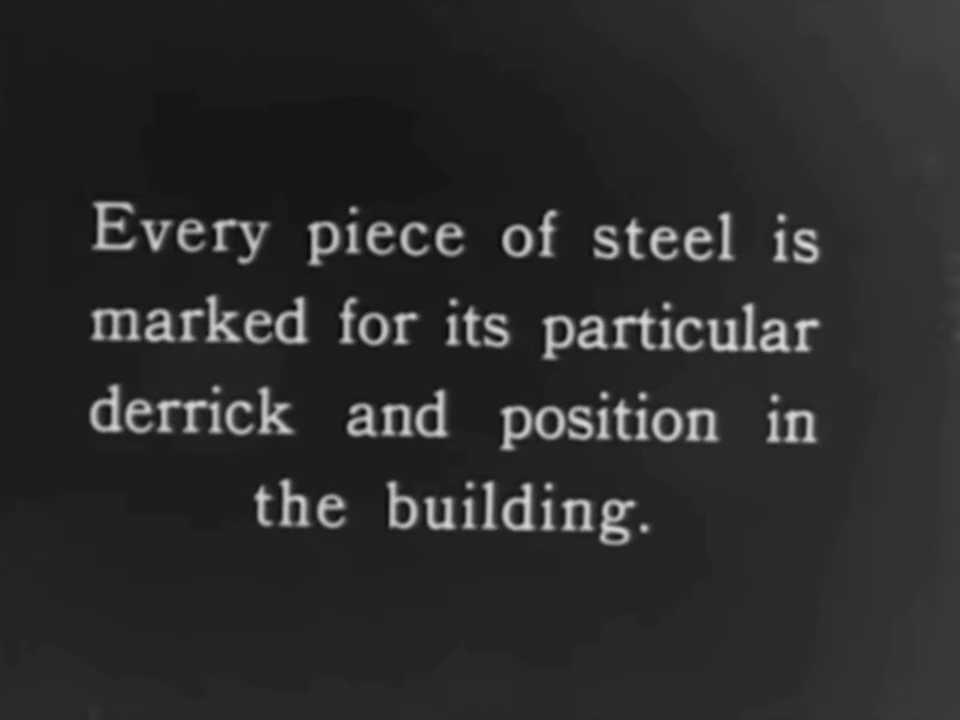 Every piece of steel is
marked for its particular
derrick and position in
the building.